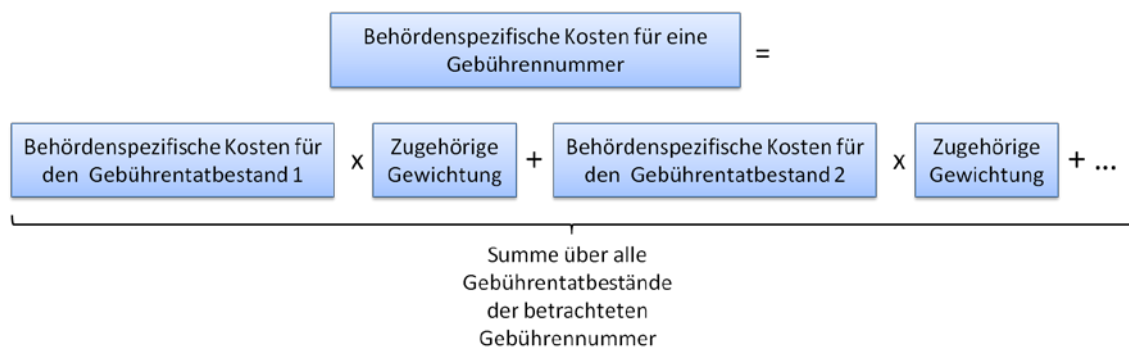 Behördenspezifische Kosten für eine
Gebührennummer
=
Behördenspezifische Kosten für
den Gebührentatbestand 1
x
Zugehörige
Gewichtung
+
Behördenspezifische Kosten für
den Gebührentatbestand 2
x
Zugehörige
Gewichtung
+ ...
Summe über alle
Gebührentatbestände
der betrachteten
Gebührennummer